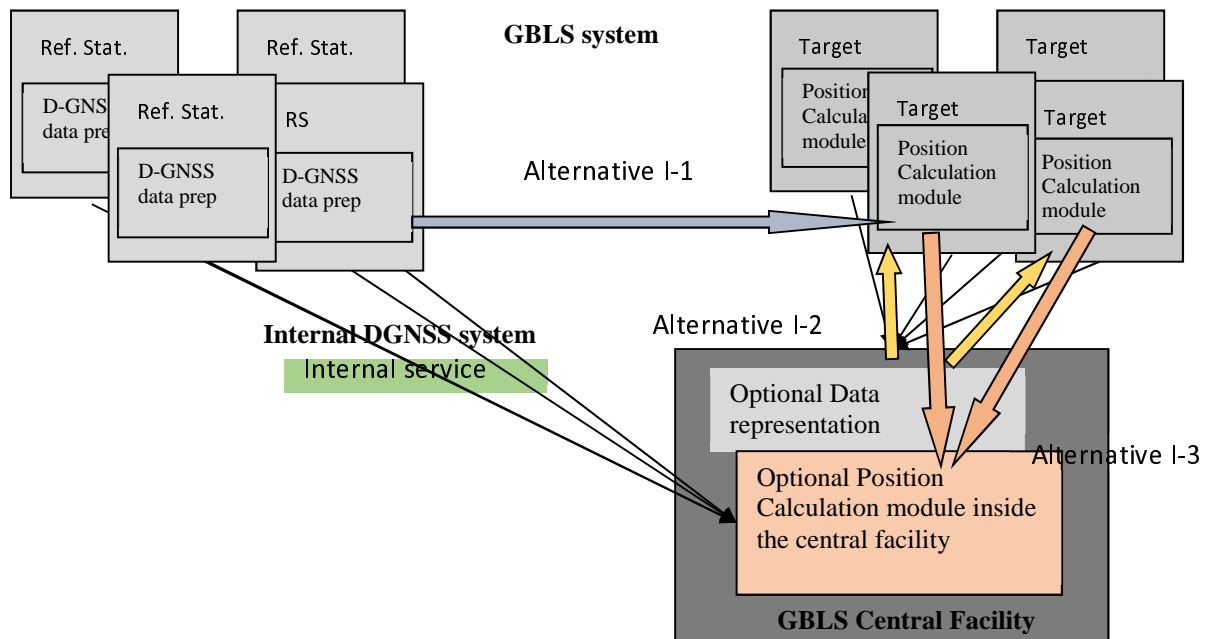 GBLS system
Ref. Stat.
D-GNS
data pre
Ref. Stat.
Ref. Stat.
D-GNSS
data prep
RS
D-GNSS
data prep
Alternative I-1
Target
Position
Calcula
module
Target
Target
Position
Calculation
module
Target
Position
Calculation
module
Internal DGNSS system
Internal service
Alternative I-2
Optional Data
representation
Alternative I-3
Optional Position
Calculation module inside
the central facility
GBLS Central Facility